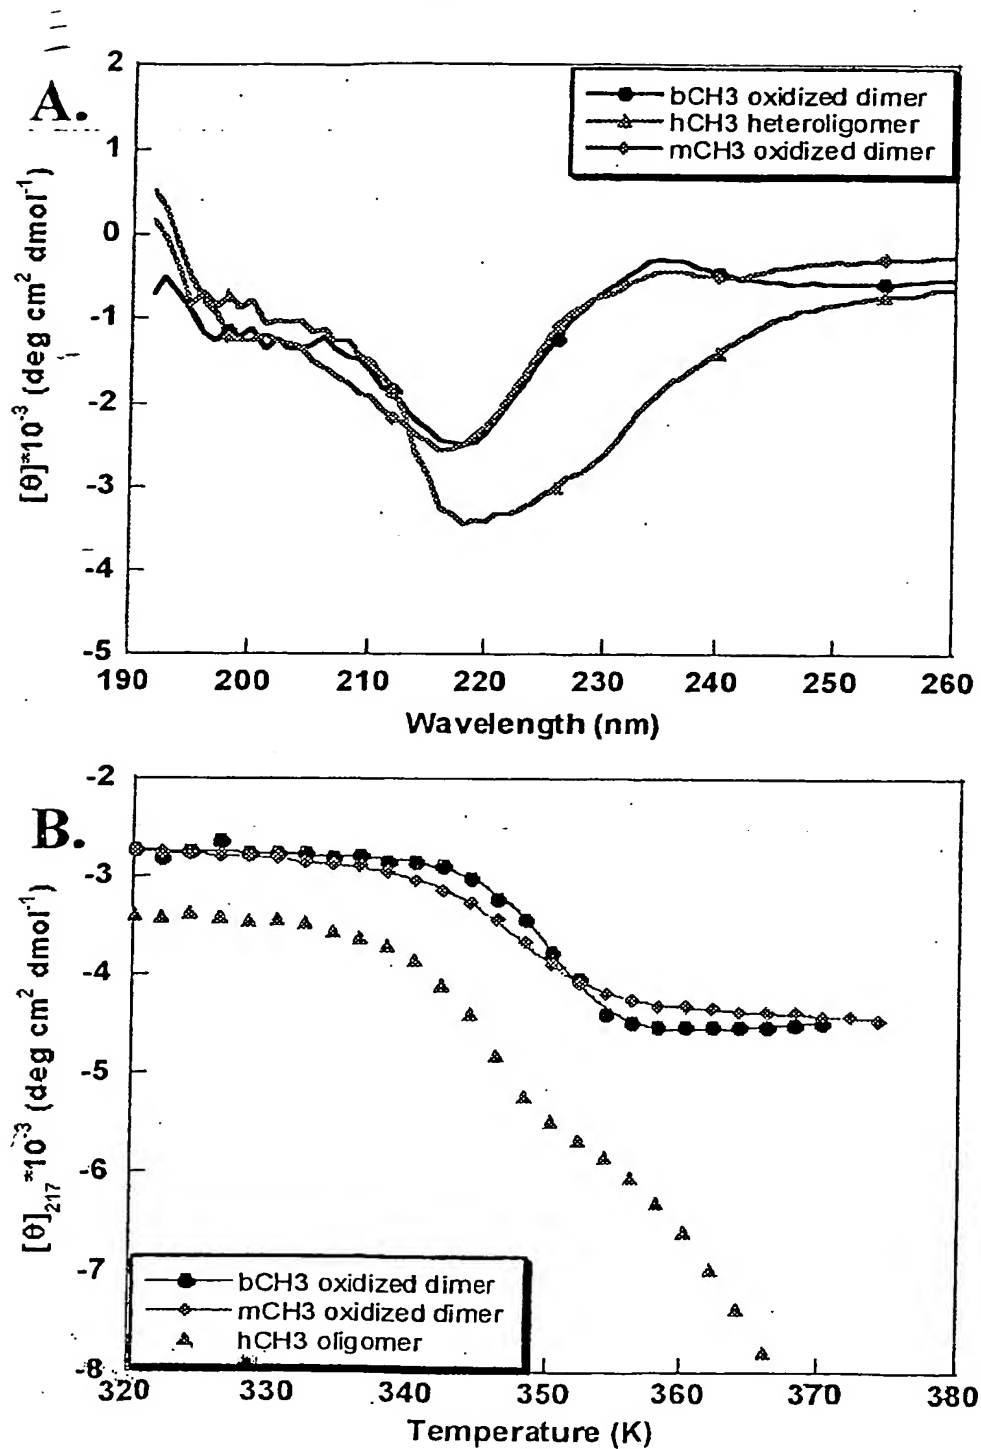 A.
2
1
0
-1
-2
-3
-4
-5
[θ]*10⁻³ (deg cm² dmol⁻¹)
bCH3 oxidized dimer
hCH3 heteroligomer
mCH3 oxidized dimer
190 200 210 220 230 240 250 260
Wavelength (nm)
B.
-2
-3
-4
-5
-6
-7
-8
[θ]₂₁₇*10⁻³ (deg cm² dmol⁻¹)
bCH3 oxidized dimer
mCH3 oxidized dimer
hCH3 oligomer
320 330 340 350 360 370 380
Temperature (K)